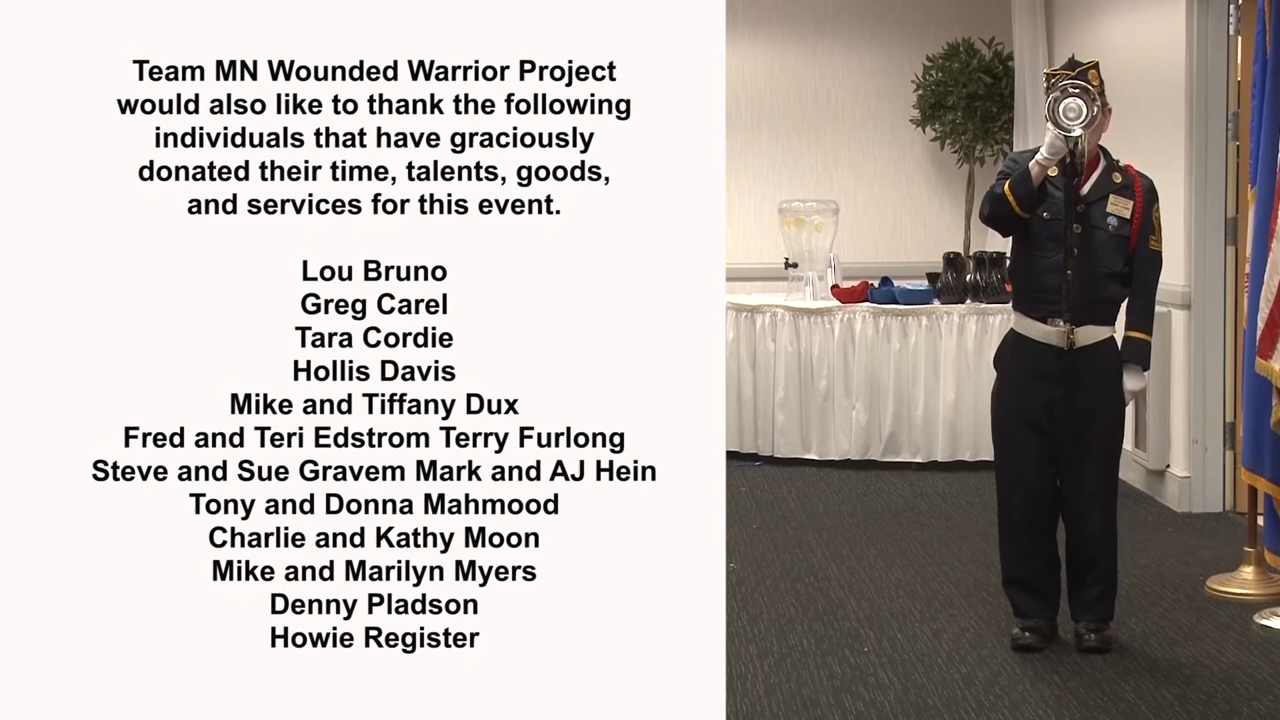 Team MN Wounded Warrior Project
would also like to thank the following
individuals that have graciously
donated their time, talents, goods,
and services for this event.
Lou Bruno
Greg Carel
Tara Cordie
Hollis Davis
Mike and Tiffany Dux
Fred and Teri Edstrom Terry Furlong
Steve and Sue Gravem Mark and AJ Hein
Tony and Donna Mahmood
Charlie and Kathy Moon
Mike and Marilyn Myers
Denny Pladson
Howie Register